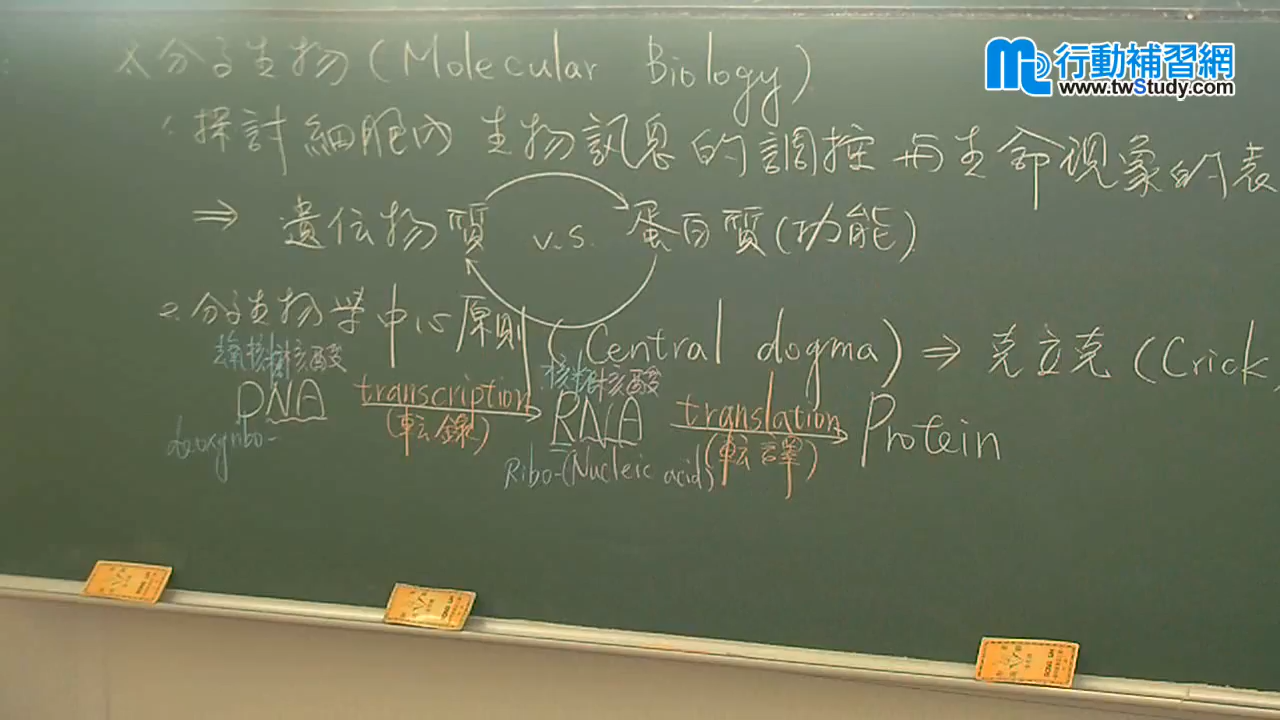 行動補習網
www.twStudy.com
☆分子生物(Molecular Biology)
1.探討細胞內生物訊息的調控與生命現象的表
⇒ 遺伝物質 v.s. 蛋白質(功能)
2.分子生物学中心原則(Central dogma) ⇒ 克立克(Crick,
去氧核糖核酸 核糖核酸
DNA transcription RNA translation Protein
(転錄) (転譯)
deoxyribo- Ribo-(Nucleic acid)